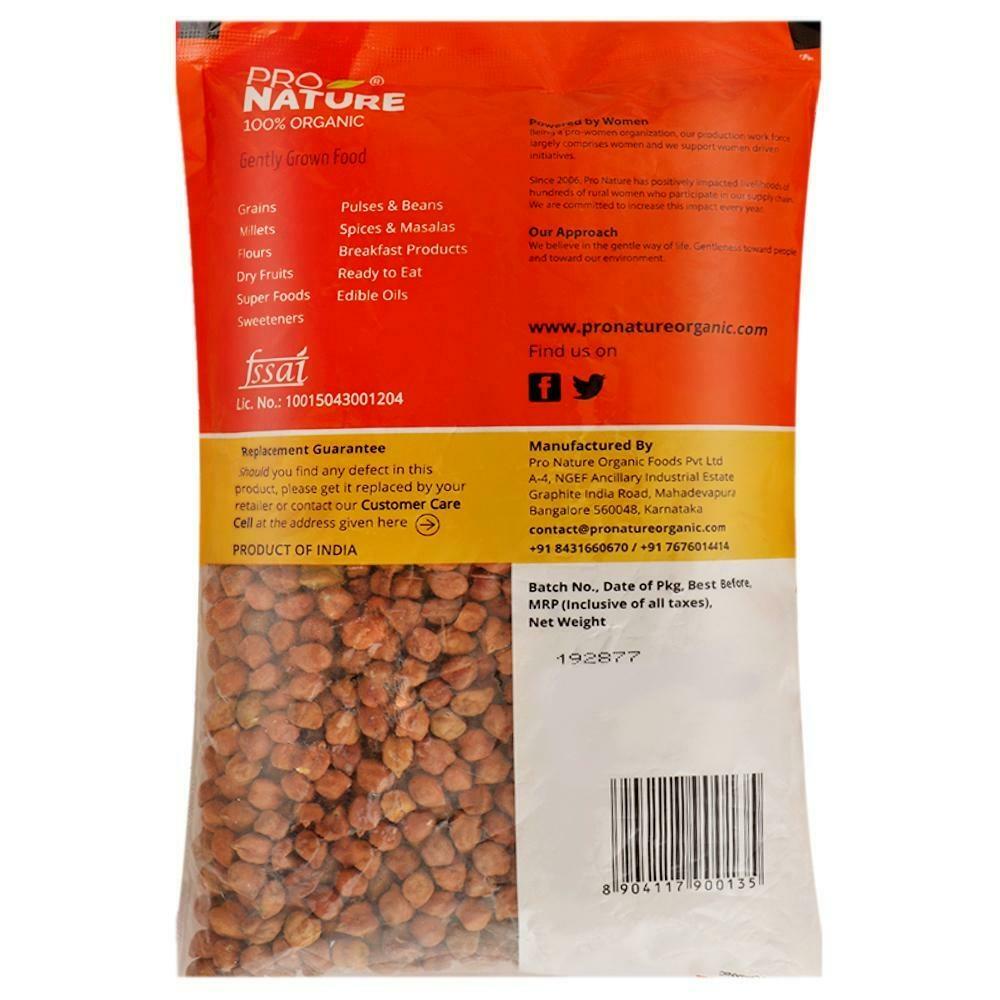 PRO
NATURE ®
100% ORGANIC
Gently Grown Food
Grains
Millets
Flours
Dry Fruits
Super Foods
Sweeteners
Pulses & Beans
Spices & Masalas
Breakfast Products
Ready to Eat
Edible Oils
fssai
Lic. No.: 10015043001204
Powered by Women
Being a pro-women organization, our production work force
largely comprises women and we support women driven
initiatives.
Since 2006, Pro Nature has positively impacted livelihoods of
hundreds of rural women who participate in our supply chain.
We are committed to increase this impact every year.
Our Approach
We believe in the gentle way of life. Gentleness toward people
and toward our environment.
www.pronatureorganic.com
Find us on
Replacement Guarantee
Should you find any defect in this
product, please get it replaced by your
retailer or contact our Customer Care
Cell at the address given here
PRODUCT OF INDIA
Manufactured By
Pro Nature Organic Foods Pvt Ltd
A-4, NGEF Ancillary Industrial Estate
Graphite India Road, Mahadevapura
Bangalore 560048, Karnataka
contact@pronatureorganic.com
+91 8431660670 / +91 7676014414
Batch No., Date of Pkg, Best Before,
MRP (Inclusive of all taxes),
Net Weight
192877
8 904117 900135